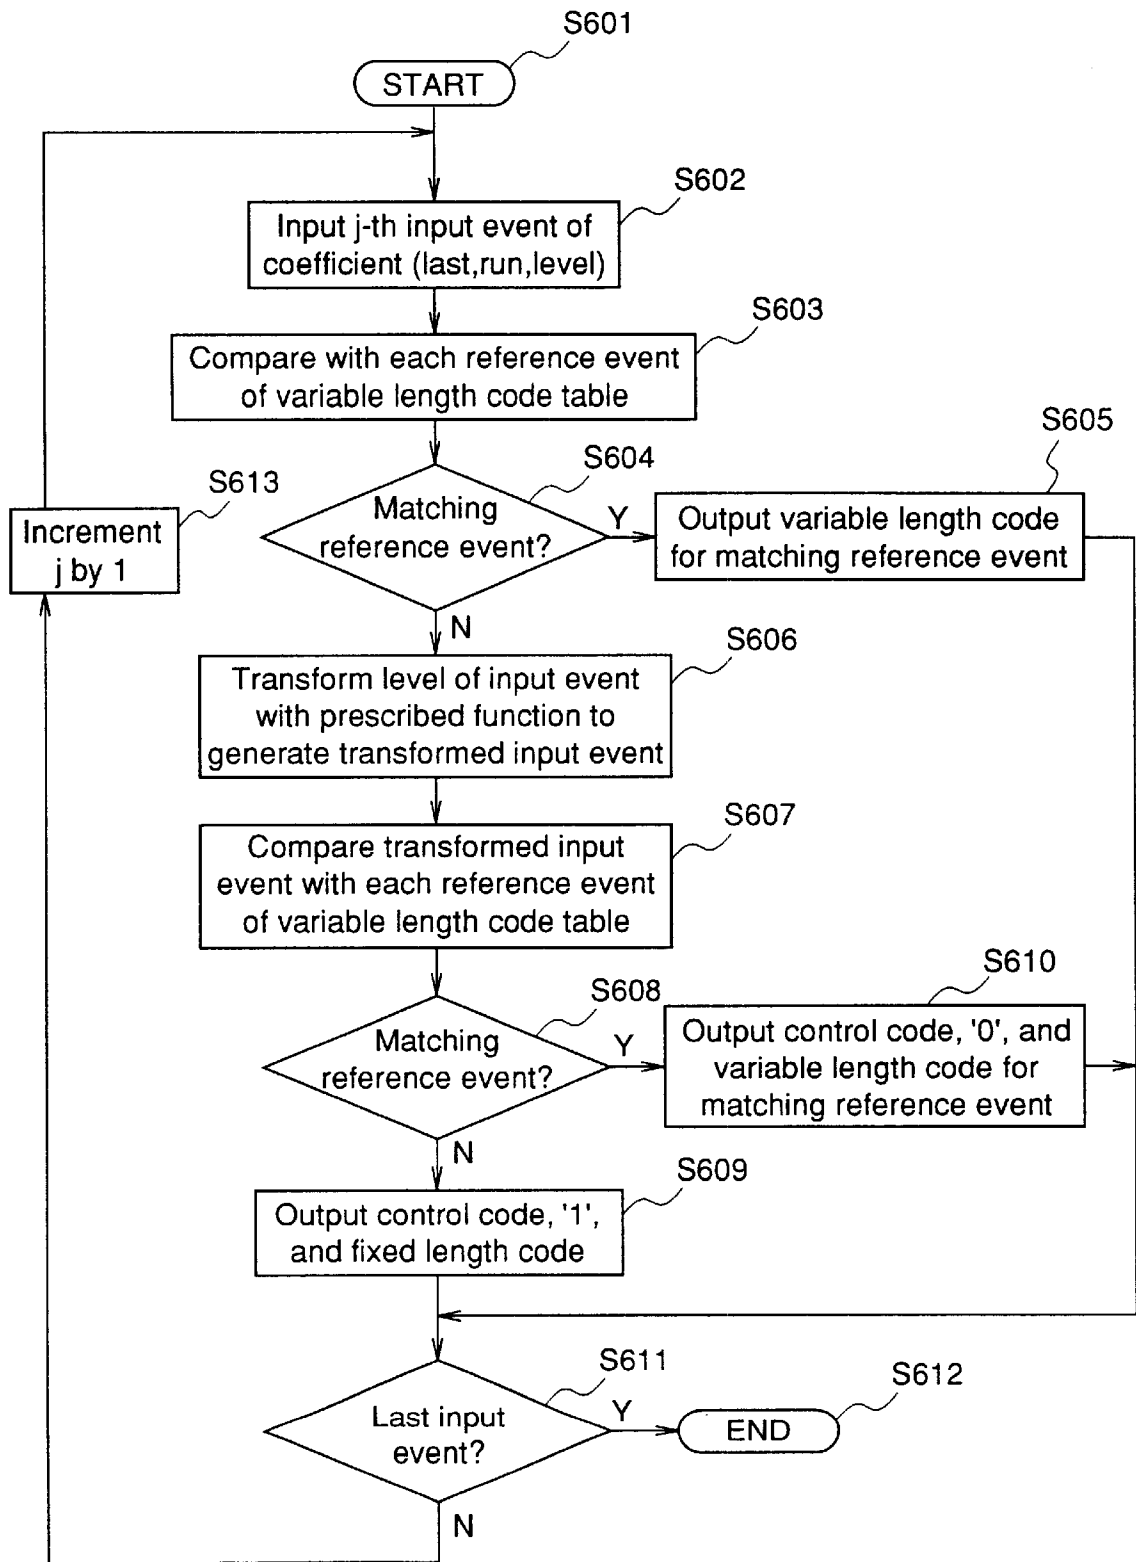 S601
START
S602
Input j-th input event of
coefficient (last,run,level)
S603
Compare with each reference event
of variable length code table
S604
Matching
reference event?
Y
N
S605
Output variable length code
for matching reference event
S613
Increment
j by 1
S606
Transform level of input event
with prescribed function to
generate transformed input event
S607
Compare transformed input
event with each reference event
of variable length code table
S608
Matching
reference event?
Y
N
S610
Output control code, '0', and
variable length code for
matching reference event
S609
Output control code, '1',
and fixed length code
S611
Last input
event?
Y
N
S612
END